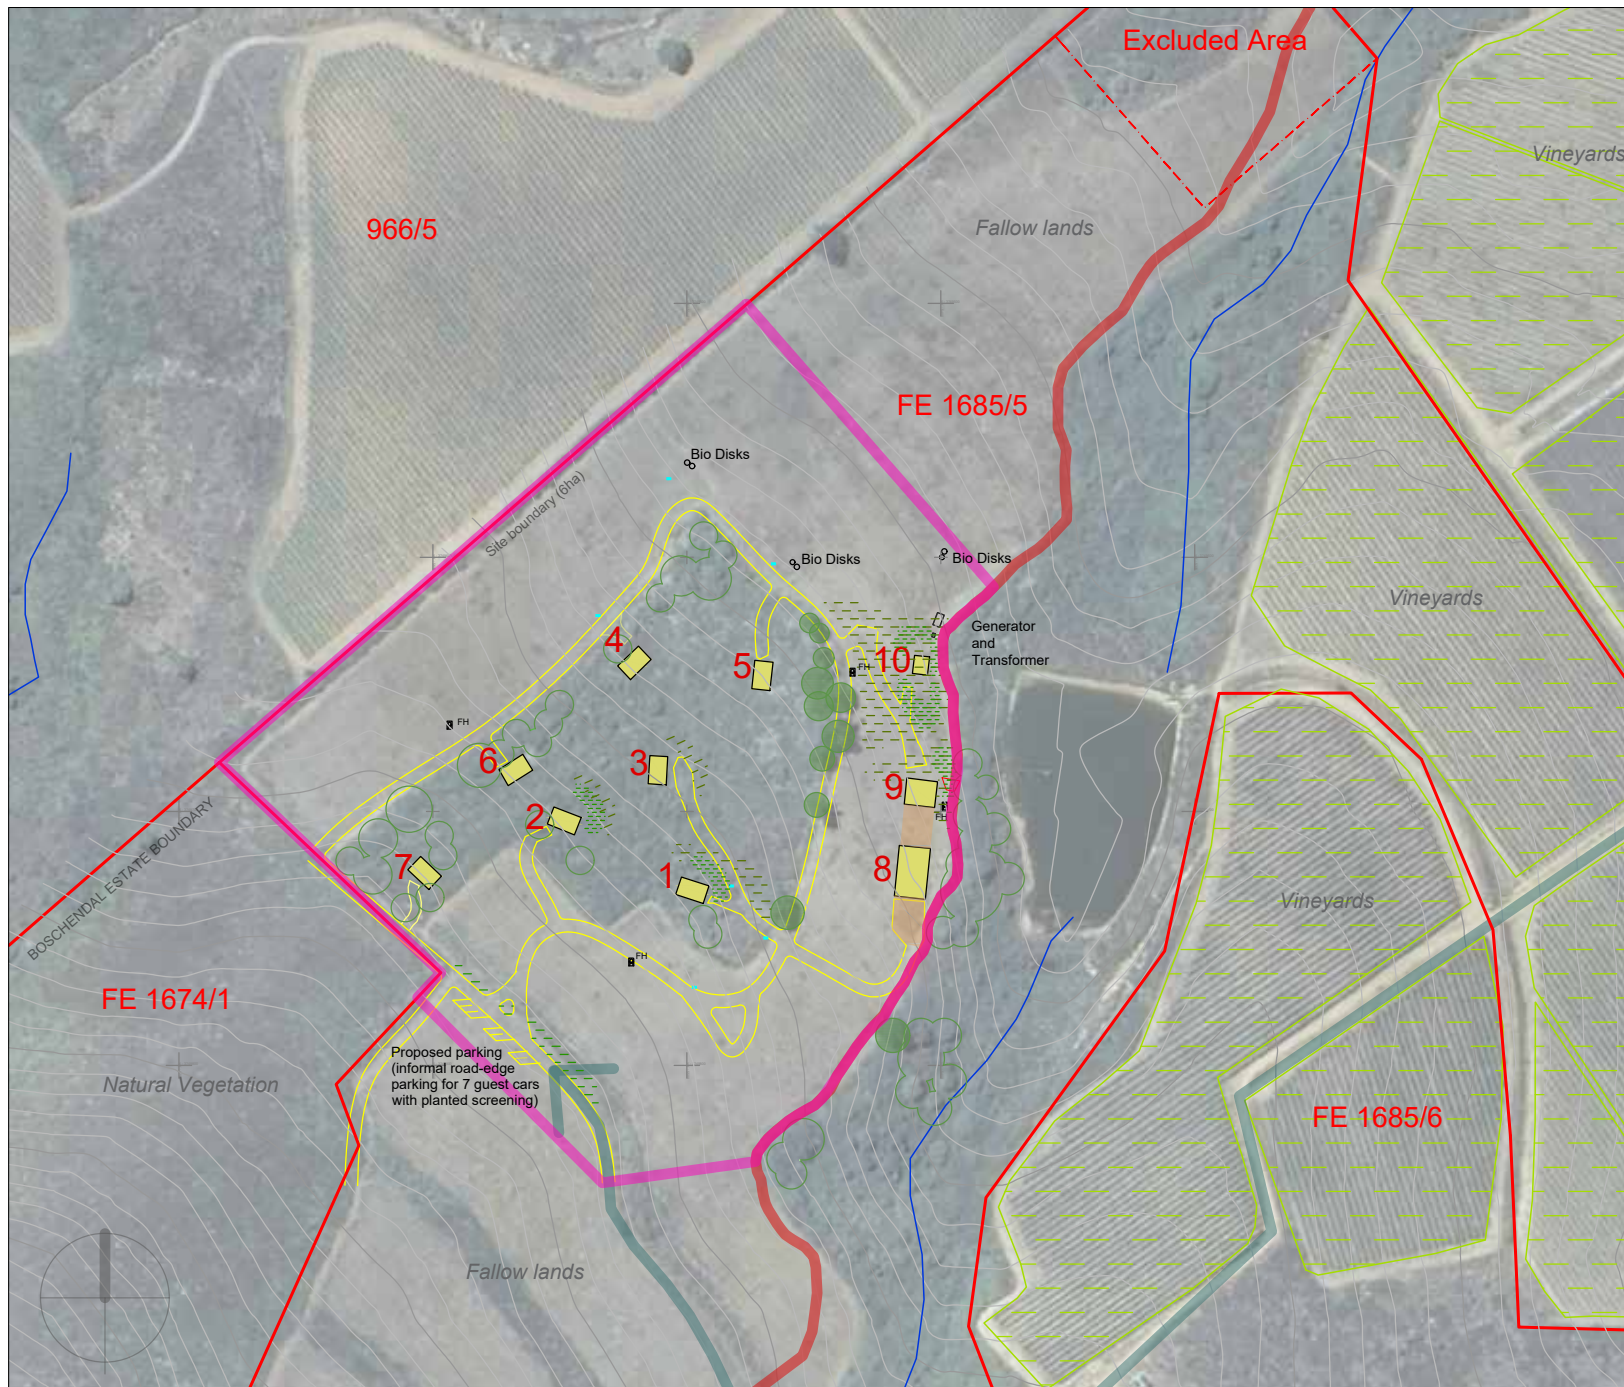 Excluded Area
Vineyards
966/5
Fallow lands
FE 1685/5
Bio Disks
Site boundary (6ha)
Bio Disks
Bio Disks
Vineyards
Generator
and
Transformer
4
5
10
FH
FH
6
3
9
2
FH
BOSCHENDAL ESTATE BOUNDARY
7
1
8
Vineyards
FH
FE 1674/1
Proposed parking
(informal road-edge
parking for 7 guest cars
with planted screening)
Natural Vegetation
FE 1685/6
Fallow lands